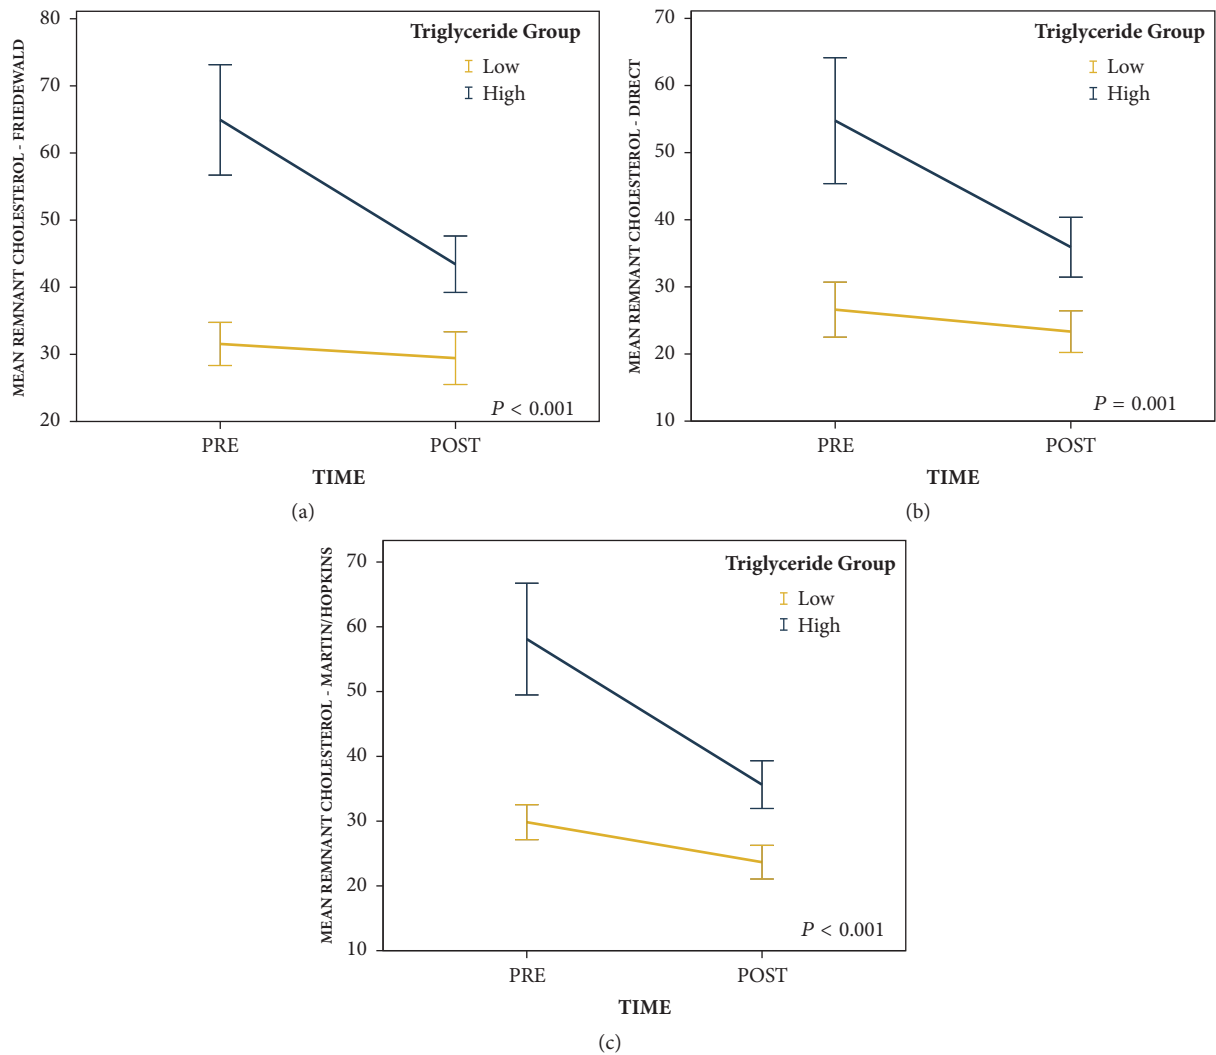 MEAN REMNANT CHOLESTEROL - FRIEDEWALD
80
70
60
50
40
30
20
Triglyceride Group
Low
High
P < 0.001
PRE
POST
TIME
(a)
MEAN REMNANT CHOLESTEROL - DIRECT
70
60
50
40
30
20
10
Triglyceride Group
Low
High
P = 0.001
PRE
POST
TIME
(b)
MEAN REMNANT CHOLESTEROL - MARTIN/HOPKINS
70
60
50
40
30
20
10
Triglyceride Group
Low
High
P < 0.001
PRE
POST
TIME
(c)